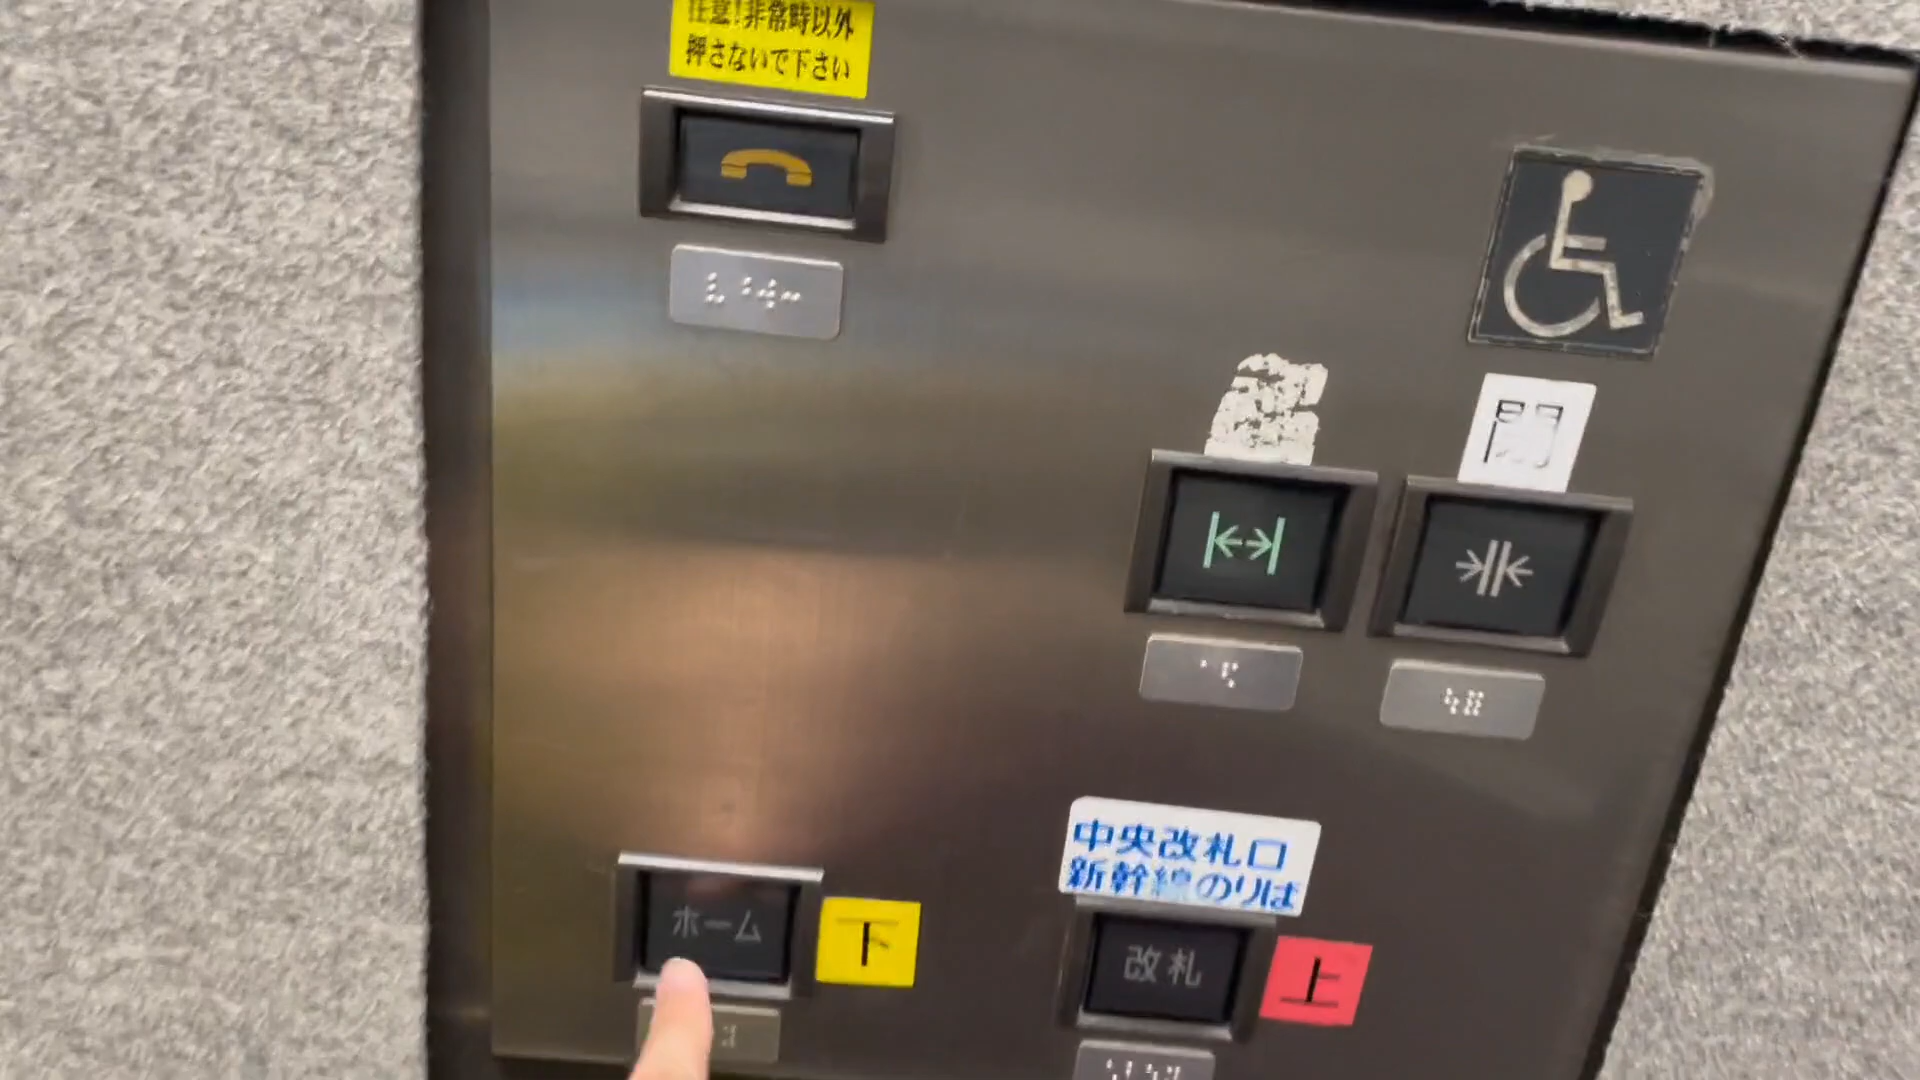 注意!非常時以外
押さないで下さい
ホーム
下
中央改札口
新幹線のりば
改札
上